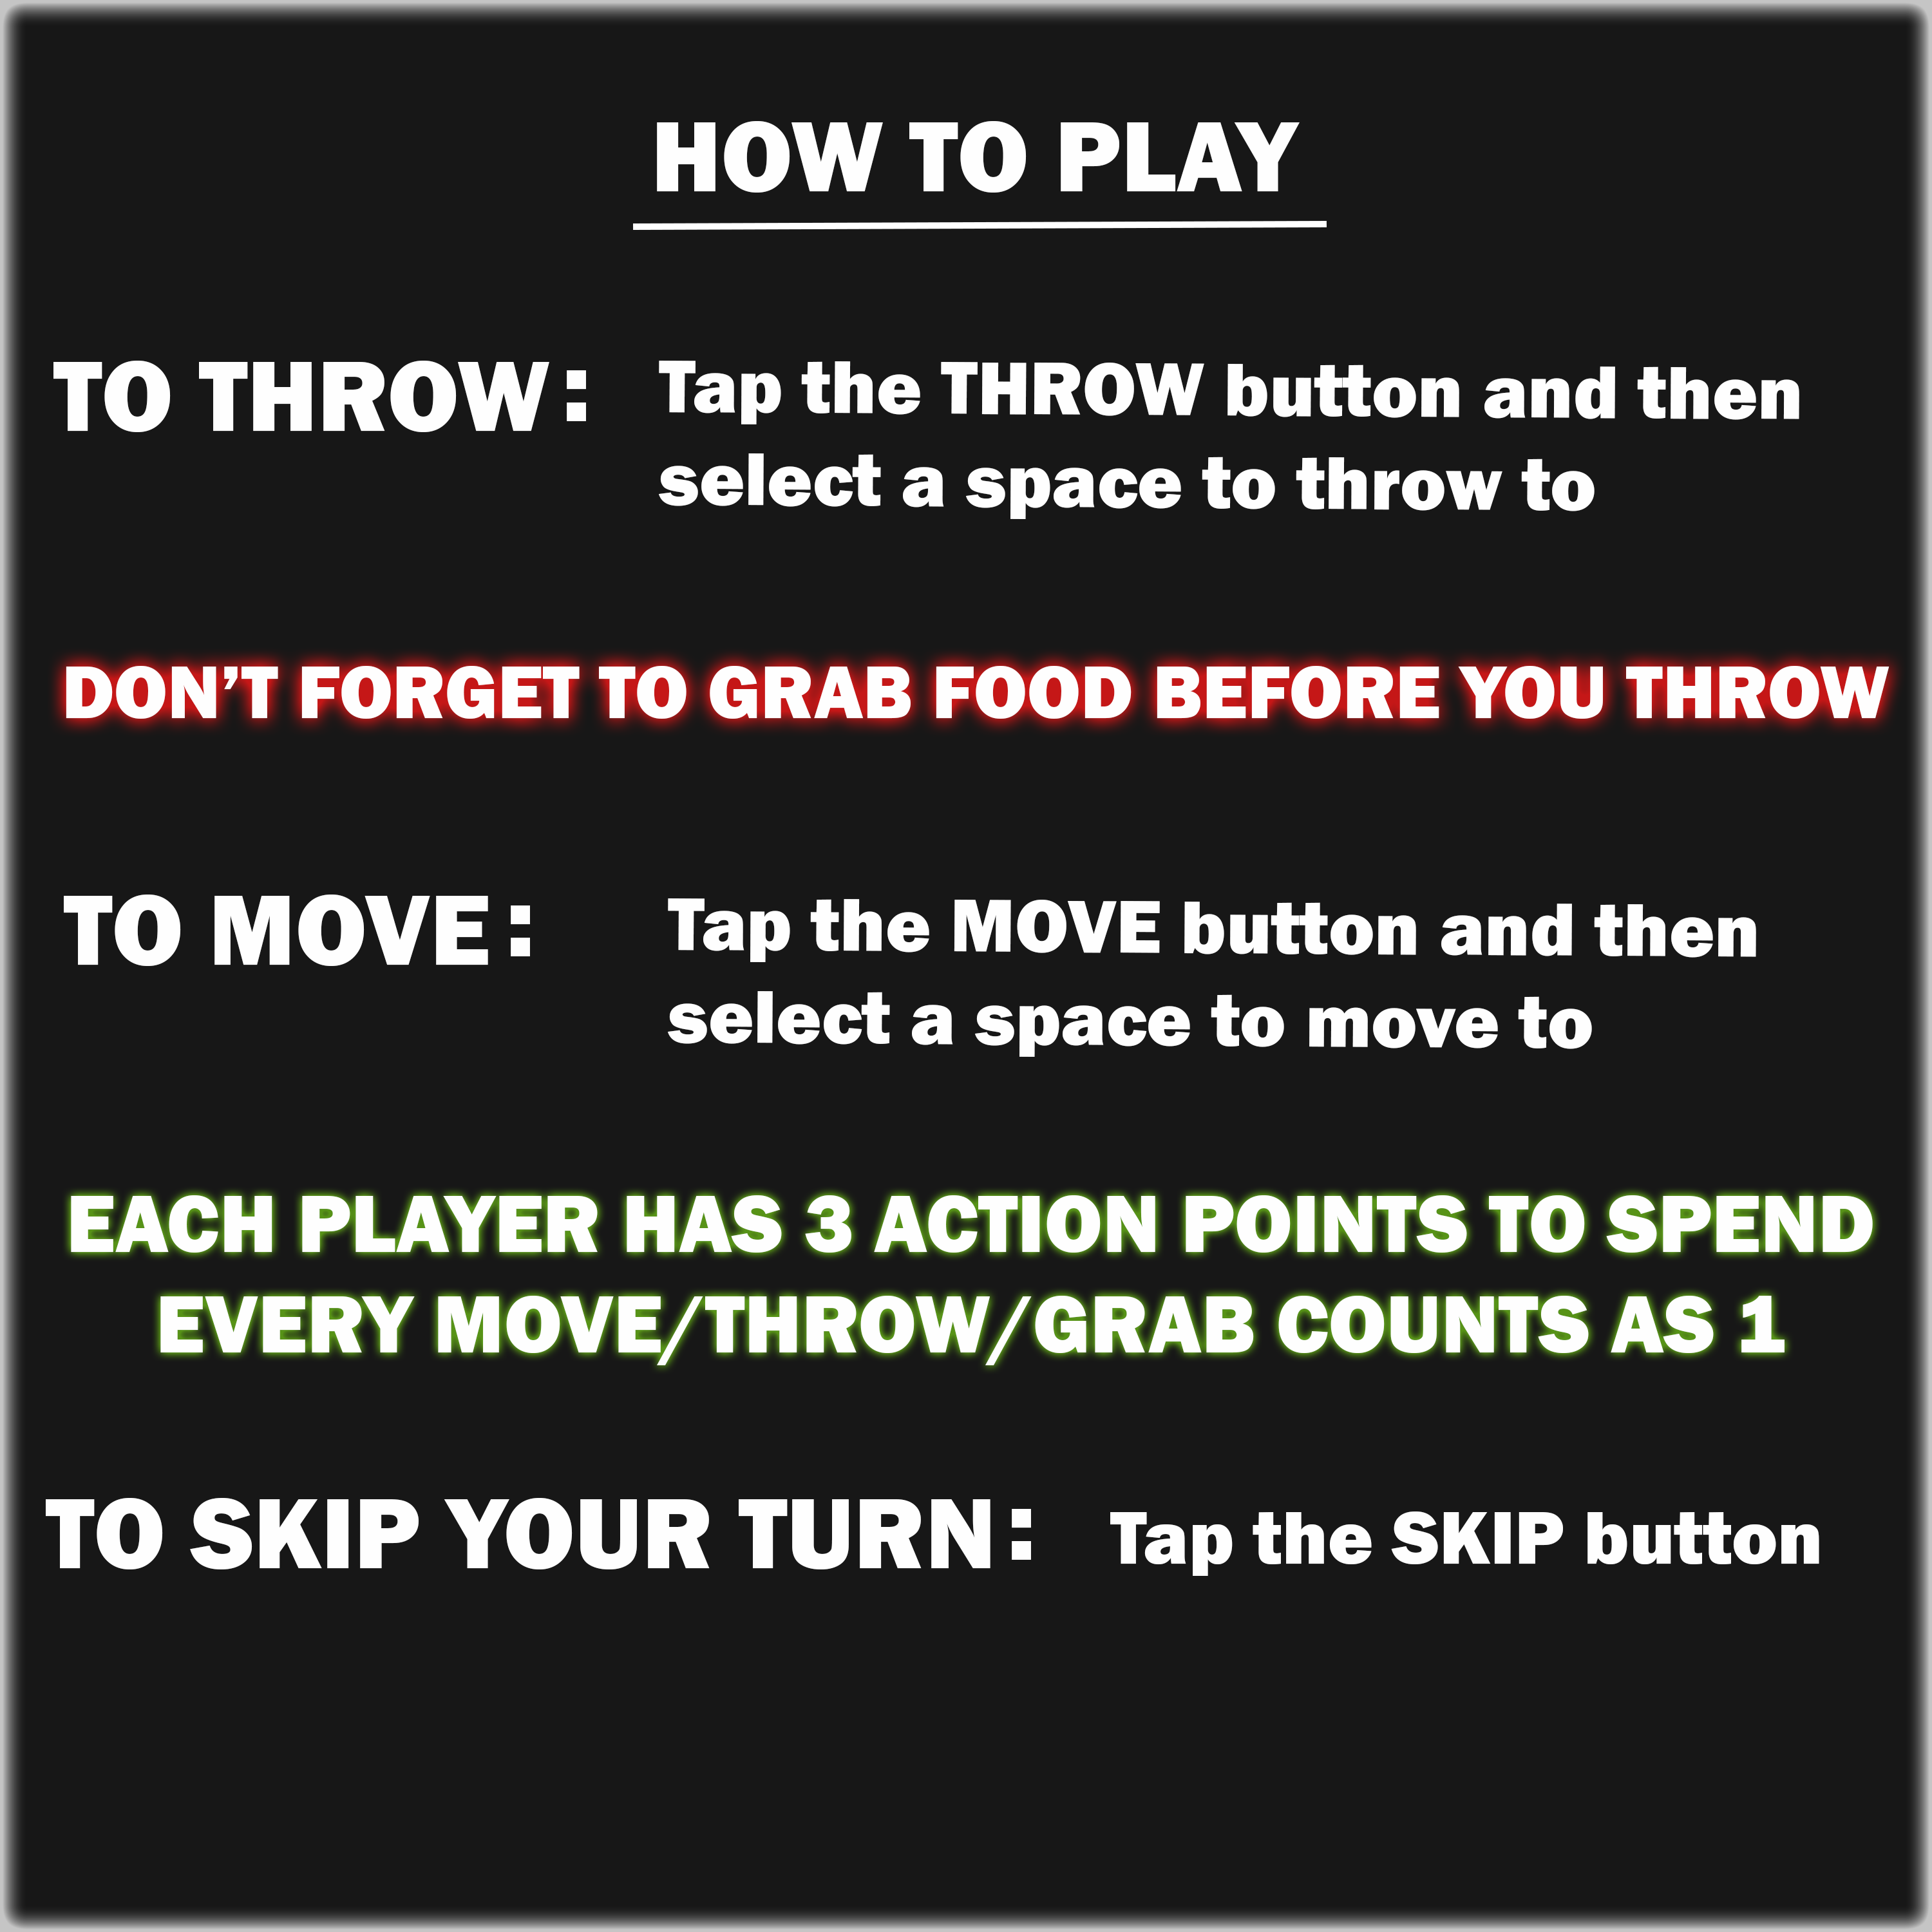 HOW TO PLAY
TO THROW: Tap the THROW button and then
select a space to throw to
DON'T FORGET TO GRAB FOOD BEFORE YOU THROW
TO MOVE: Tap the MOVE button and then
select a space to move to
EACH PLAYER HAS 3 ACTION POINTS TO SPEND
EVERY MOVE/THROW/GRAB COUNTS AS 1
TO SKIP YOUR TURN: Tap the SKIP button